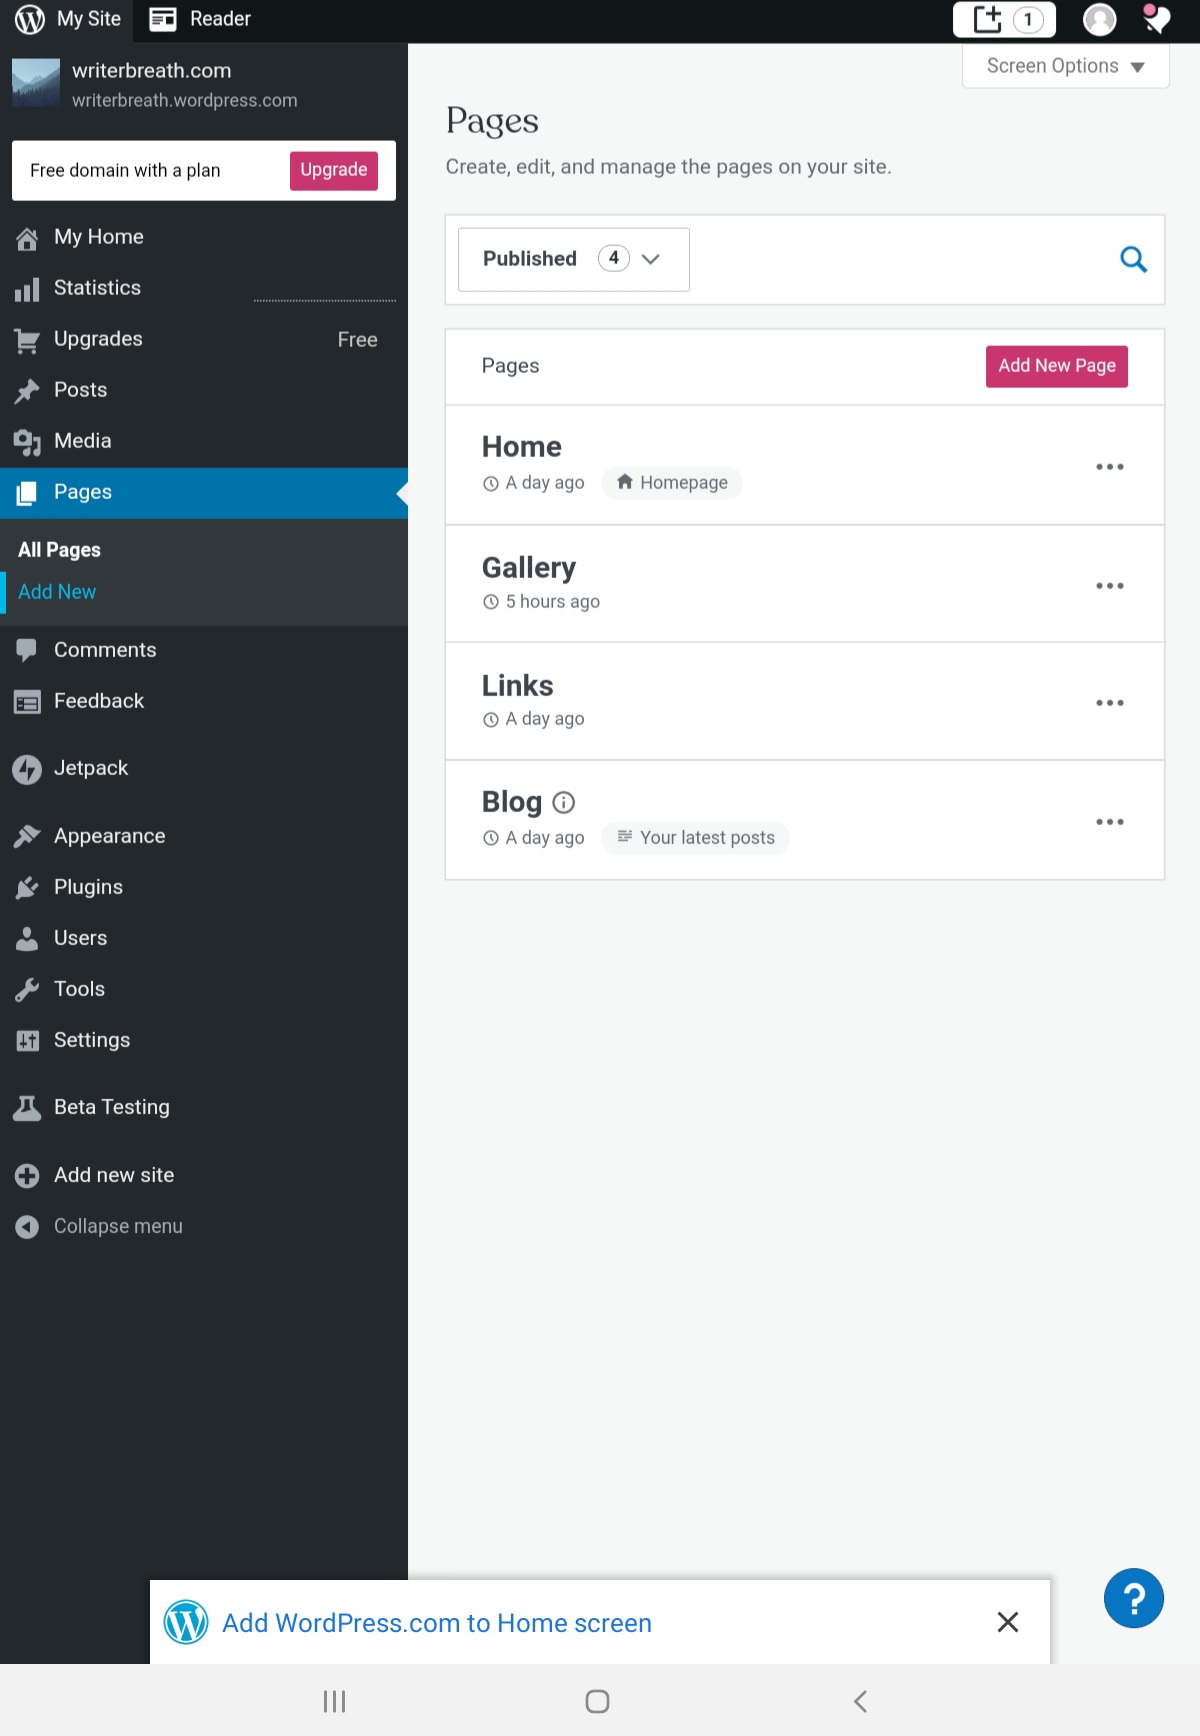 My Site
Reader
1
writerbreath.com
writerbreath.wordpress.com
Free domain with a plan
Upgrade
My Home
Statistics
Upgrades
Free
Posts
Media
Pages
All Pages
Add New
Comments
Feedback
Jetpack
Appearance
Plugins
Users
Tools
Settings
Beta Testing
Add new site
Collapse menu
Screen Options
Pages
Create, edit, and manage the pages on your site.
Published 4
Pages
Add New Page
Home
A day ago
Homepage
Gallery
5 hours ago
Links
A day ago
Blog
A day ago
Your latest posts
Add WordPress.com to Home screen
?